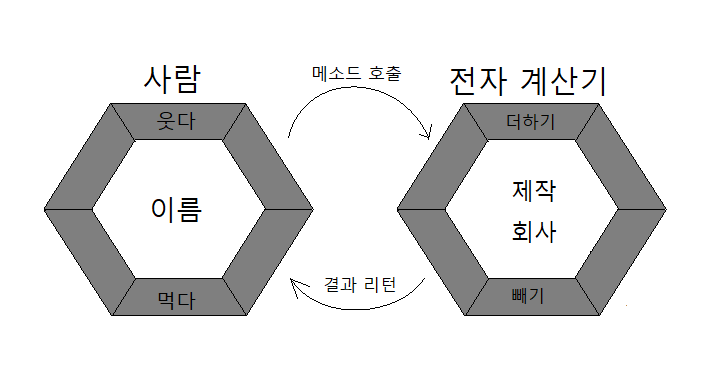 사람
메소드 호출
전자 계산기
웃다
더하기
이름
제작
회사
먹다
결과 리턴
빼기